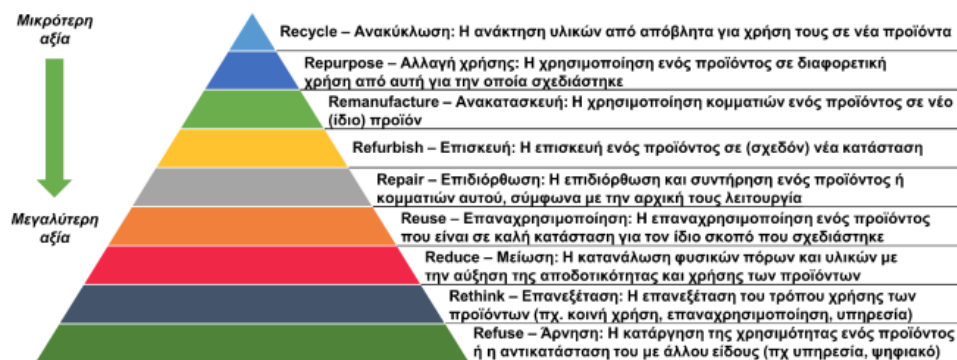 Μικρότερη
αξία
Recycle – Ανακύκλωση: Η ανάκτηση υλικών από απόβλητα για χρήση τους σε νέα προϊόντα
Repurpose – Αλλαγή χρήσης: Η χρησιμοποίηση ενός προϊόντος σε διαφορετική
χρήση από αυτή για την οποία σχεδιάστηκε
Remanufacture – Ανακατασκευή: Η χρησιμοποίηση κομματιών ενός προϊόντος σε νέο
(ίδιο) προϊόν
Refurbish – Επισκευή: Η επισκευή ενός προϊόντος σε (σχεδόν) νέα κατάσταση
Repair – Επιδιόρθωση: Η επιδιόρθωση και συντήρηση ενός προϊόντος ή
κομματιών αυτού, σύμφωνα με την αρχική τους λειτουργία
Μεγαλύτερη
αξία
Reuse – Επαναχρησιμοποίηση: Η επαναχρησιμοποίηση ενός προϊόντος
που είναι σε καλή κατάσταση για τον ίδιο σκοπό που σχεδιάστηκε
Reduce – Μείωση: Η κατανάλωση φυσικών πόρων και υλικών με
την αύξηση της αποδοτικότητας και χρήσης των προϊόντων
Rethink – Επανεξέταση: Η επανεξέταση του τρόπου χρήσης των
προϊόντων (πχ. κοινή χρήση, επαναχρησιμοποίηση, υπηρεσία)
Refuse – Άρνηση: Η κατάργηση της χρησιμότητας ενός προϊόντος
ή η αντικατάσταση του με άλλου είδους (πχ υπηρεσία, ψηφιακό)